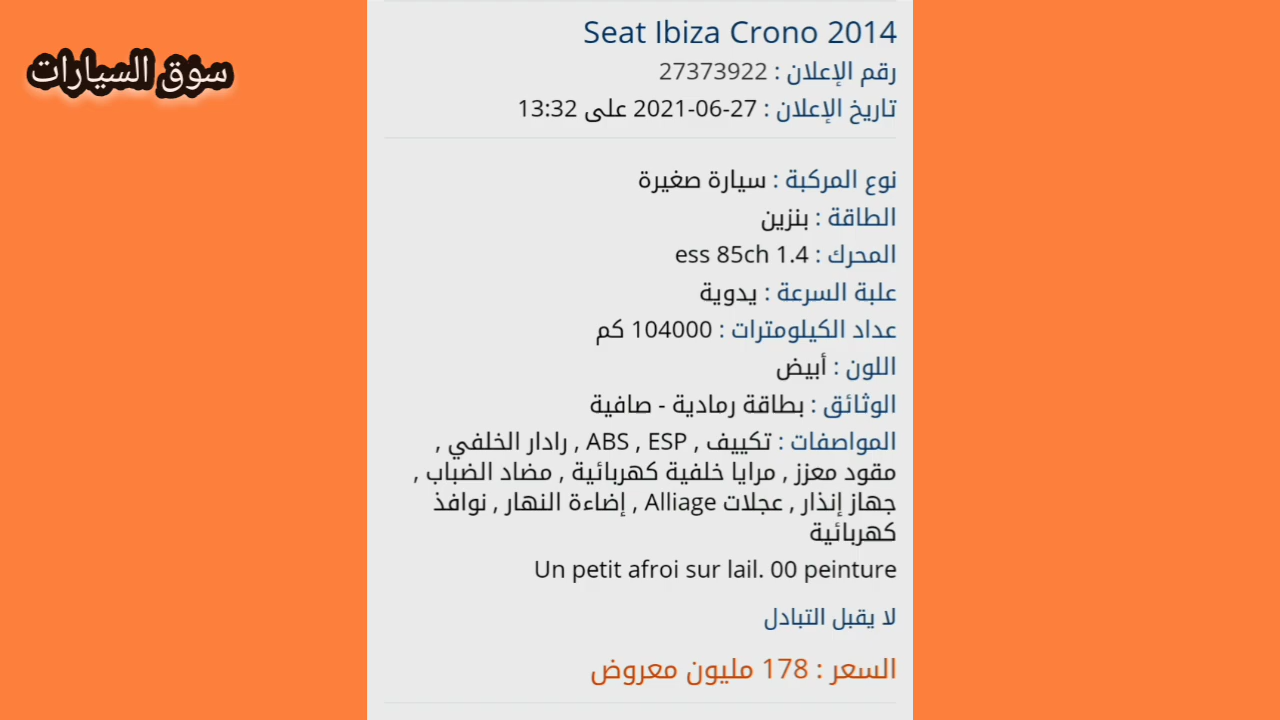 سوق السيارات
Seat Ibiza Crono 2014
رقم الإعلان : 27373922
تاريخ الإعلان : 27-06-2021 على 13:32
نوع المركبة : سيارة صغيرة
الطاقة : بنزين
المحرك : 1.4 ess 85ch
علبة السرعة : يدوية
عداد الكيلومترات : 104000 كم
اللون : أبيض
الوثائق : بطاقة رمادية - صافية
المواصفات : تكييف , ABS , ESP , رادار الخلفي ,
مقود معزز , مرايا خلفية كهربائية , مضاد الضباب ,
جهاز إنذار , عجلات Alliage , إضاءة النهار , نوافذ
كهربائية
Un petit afroi sur lail. 00 peinture
لا يقبل التبادل
السعر : 178 مليون معروض